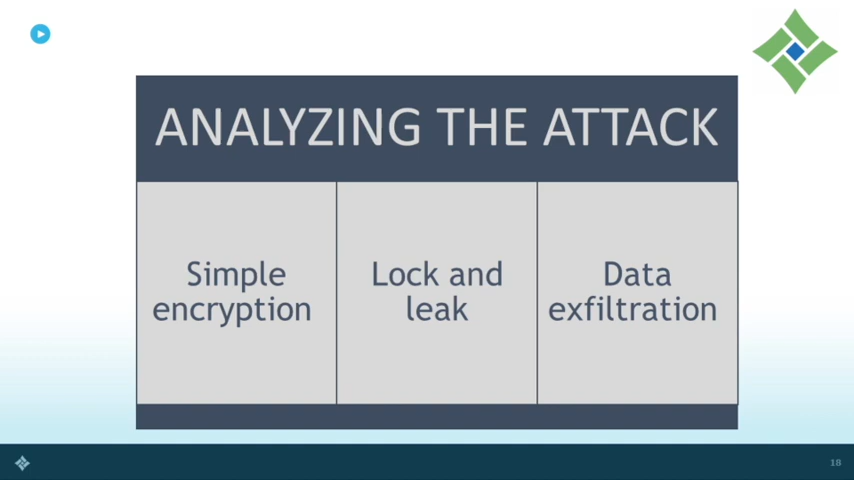 ANALYZING THE ATTACK
Simple
encryption
Lock and
leak
Data
exfiltration
18